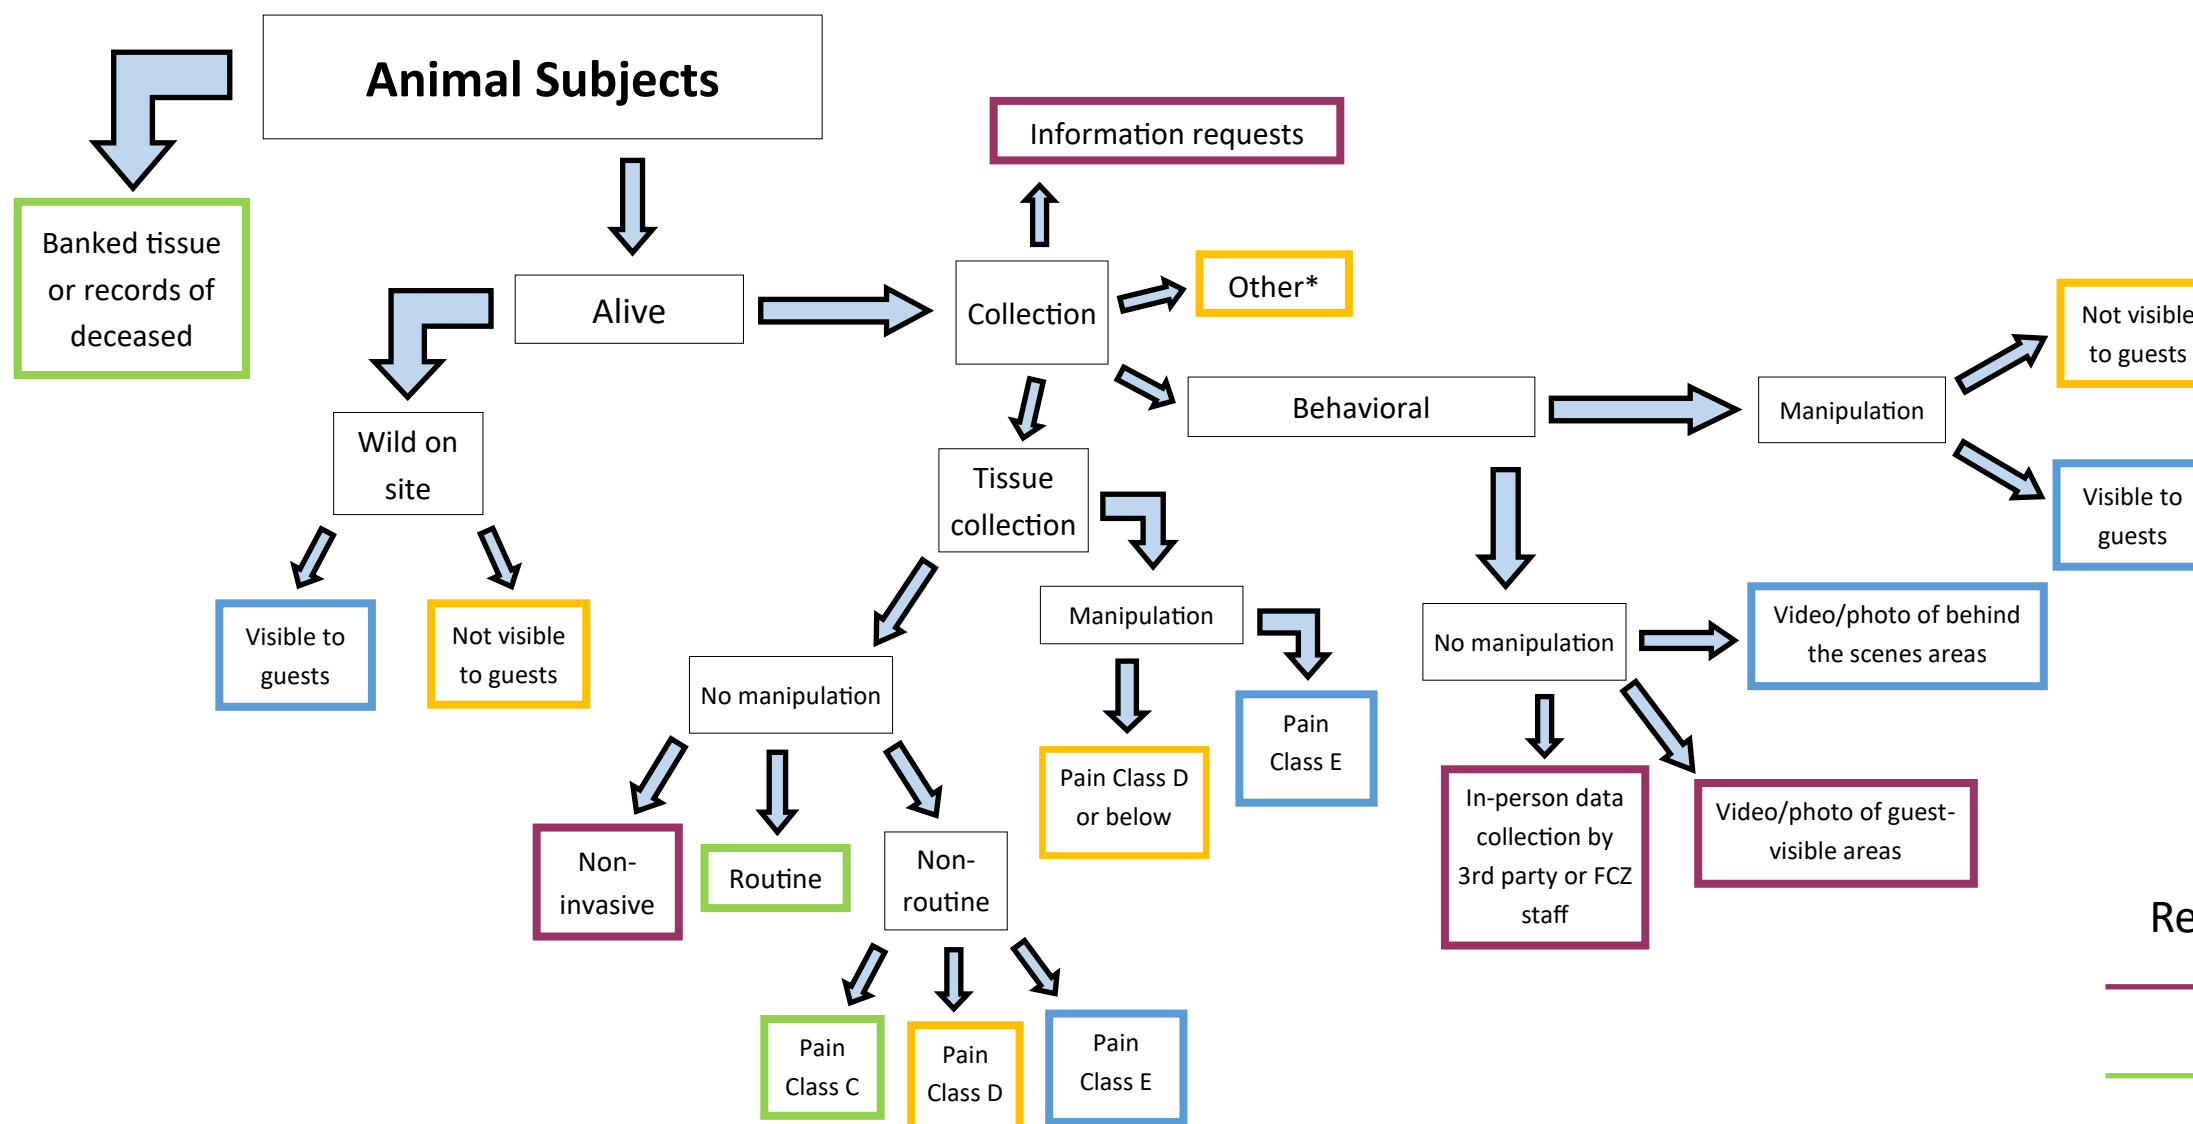 Animal Subjects
Information requests
Banked tissue
or records of
deceased
Alive
Collection
Other*
Not visible
to guests
Behavioral
Manipulation
Wild on
site
Tissue
collection
Visible to
guests
Visible to
guests
Not visible
to guests
Manipulation
No manipulation
Video/photo of behind
the scenes areas
No manipulation
Pain
Class E
Pain Class D
or below
In-person data
collection by
3rd party or FCZ
staff
Video/photo of guest-
visible areas
Non-
invasive
Routine
Non-
routine
Pain
Class C
Pain
Class D
Pain
Class E